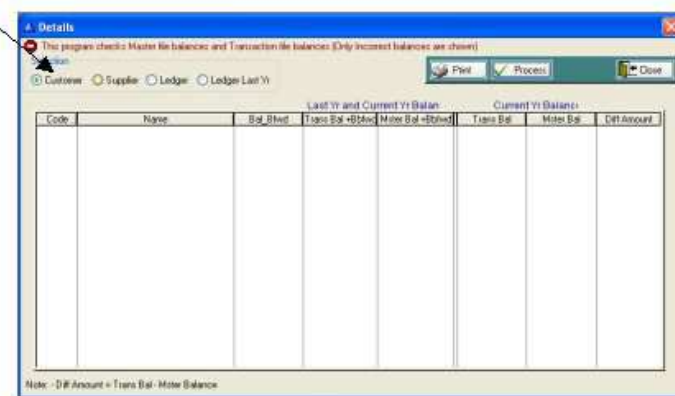 Details
This program checks Master file balances and Transaction file balances (Only Incorrect balances are shown)
Customer Supplier Ledger Ledger Last Yr
Print Process Close
Last Yr and Current Yr Balan Current Yr Balanc
Code Name Bal_Bfwd Trans Bal +Bbfwd Mster Bal +Bbfwd Trans Bal Mster Bal Diff Amount
Note: - Diff Amount = Trans Bal - Mster Balance